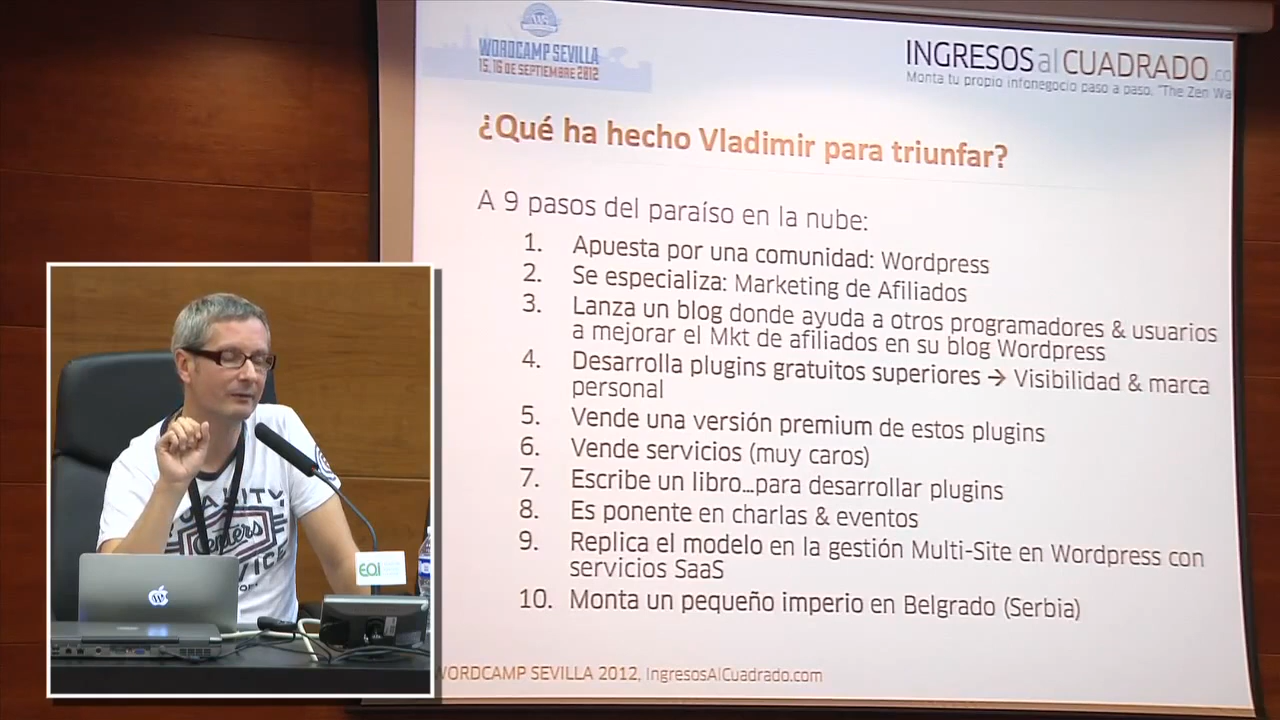 WORDCAMP SEVILLA
15, 16 DE SEPTIEMBRE 2012
INGRESOS al CUADRADO.co
Monta tu propio infonegocio paso a paso, "The Zen Wa
¿Qué ha hecho Vladimir para triunfar?
A 9 pasos del paraíso en la nube:
1. Apuesta por una comunidad: Wordpress
2. Se especializa: Marketing de Afiliados
3. Lanza un blog donde ayuda a otros programadores & usuarios
a mejorar el Mkt de afiliados en su blog Wordpress
4. Desarrolla plugins gratuitos superiores → Visibilidad & marca
personal
5. Vende una versión premium de estos plugins
6. Vende servicios (muy caros)
7. Escribe un libro...para desarrollar plugins
8. Es ponente en charlas & eventos
9. Replica el modelo en la gestión Multi-Site en Wordpress con
servicios SaaS
10. Monta un pequeño imperio en Belgrado (Serbia)
WORDCAMP SEVILLA 2012, IngresosAlCuadrado.com
QUALITY
EOI